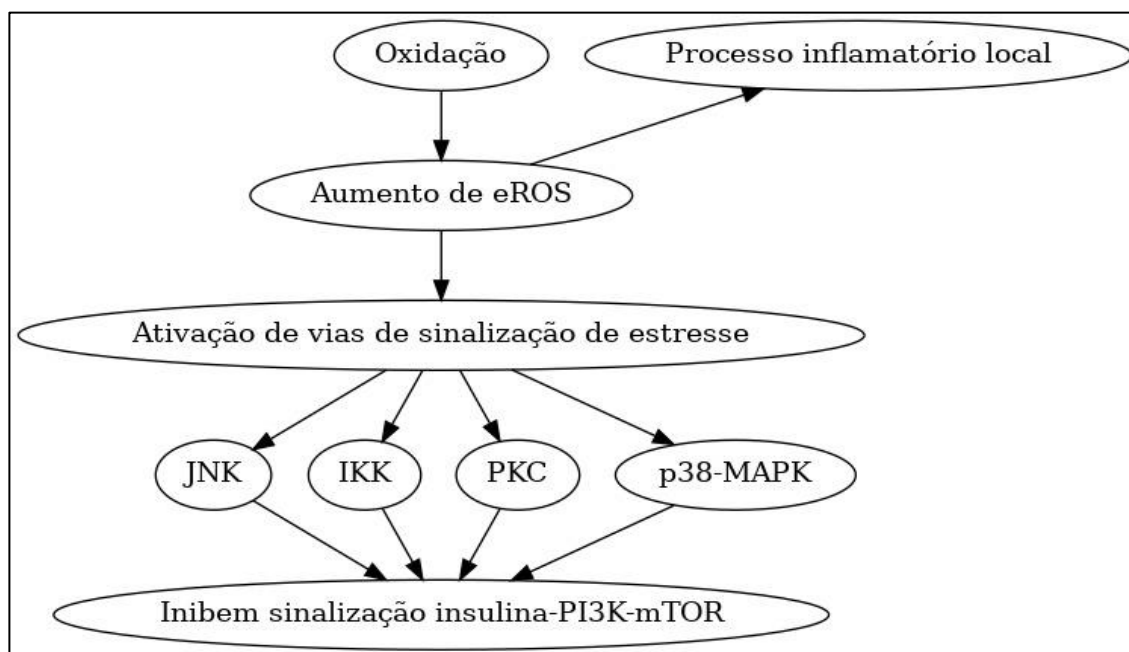 Oxidação
Processo inflamatório local
Aumento de eROS
Ativação de vias de sinalização de estresse
JNK
IKK
PKC
p38-MAPK
Inibem sinalização insulina-PI3K-mTOR